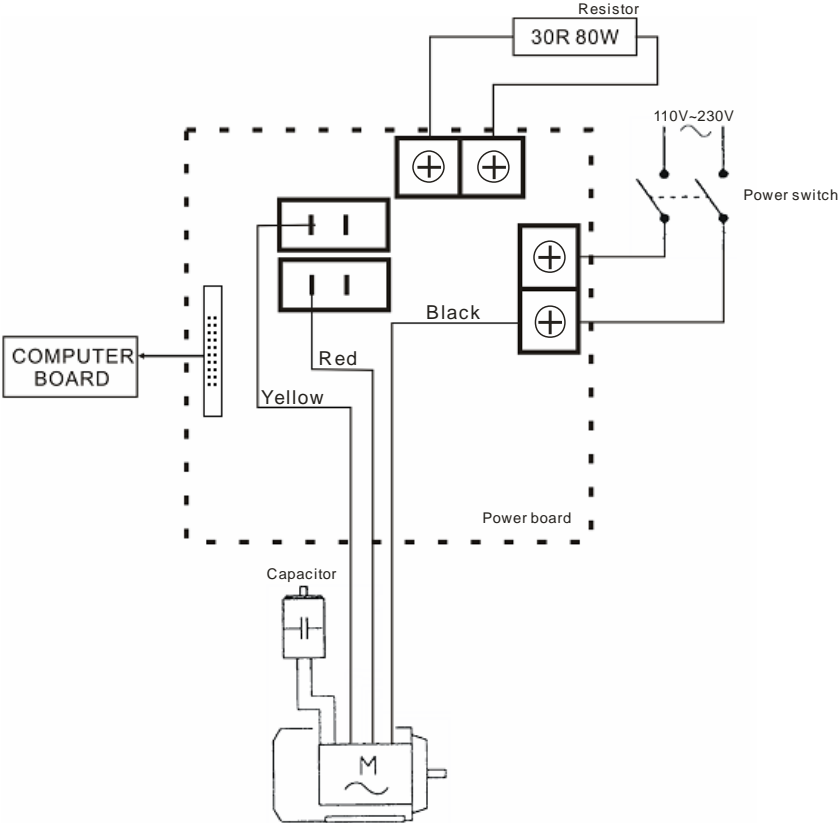 Resistor
30R 80W
110V~230V
Power switch
Black
COMPUTER
BOARD
Red
Yellow
Power board
Capacitor
M